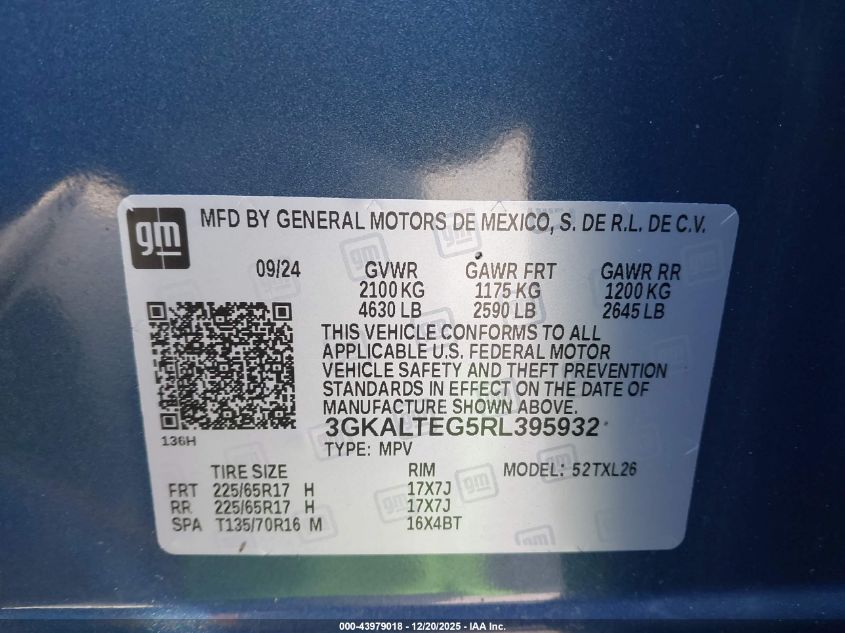 gm
MFD BY GENERAL MOTORS DE MEXICO, S. DE R.L. DE C.V.
09/24 GVWR GAWR FRT GAWR RR
2100 KG 1175 KG 1200 KG
4630 LB 2590 LB 2645 LB
THIS VEHICLE CONFORMS TO ALL
APPLICABLE U.S. FEDERAL MOTOR
VEHICLE SAFETY AND THEFT PREVENTION
STANDARDS IN EFFECT ON THE DATE OF
MANUFACTURE SHOWN ABOVE.
3GKALTEG5RL395932
136H
TYPE: MPV
TIRE SIZE RIM MODEL: 52TXL26
FRT 225/65R17 H 17X7J
RR 225/65R17 H 17X7J
SPA T135/70R16 M 16X4BT
000-43979018 - 12/20/2025 - IAA Inc.